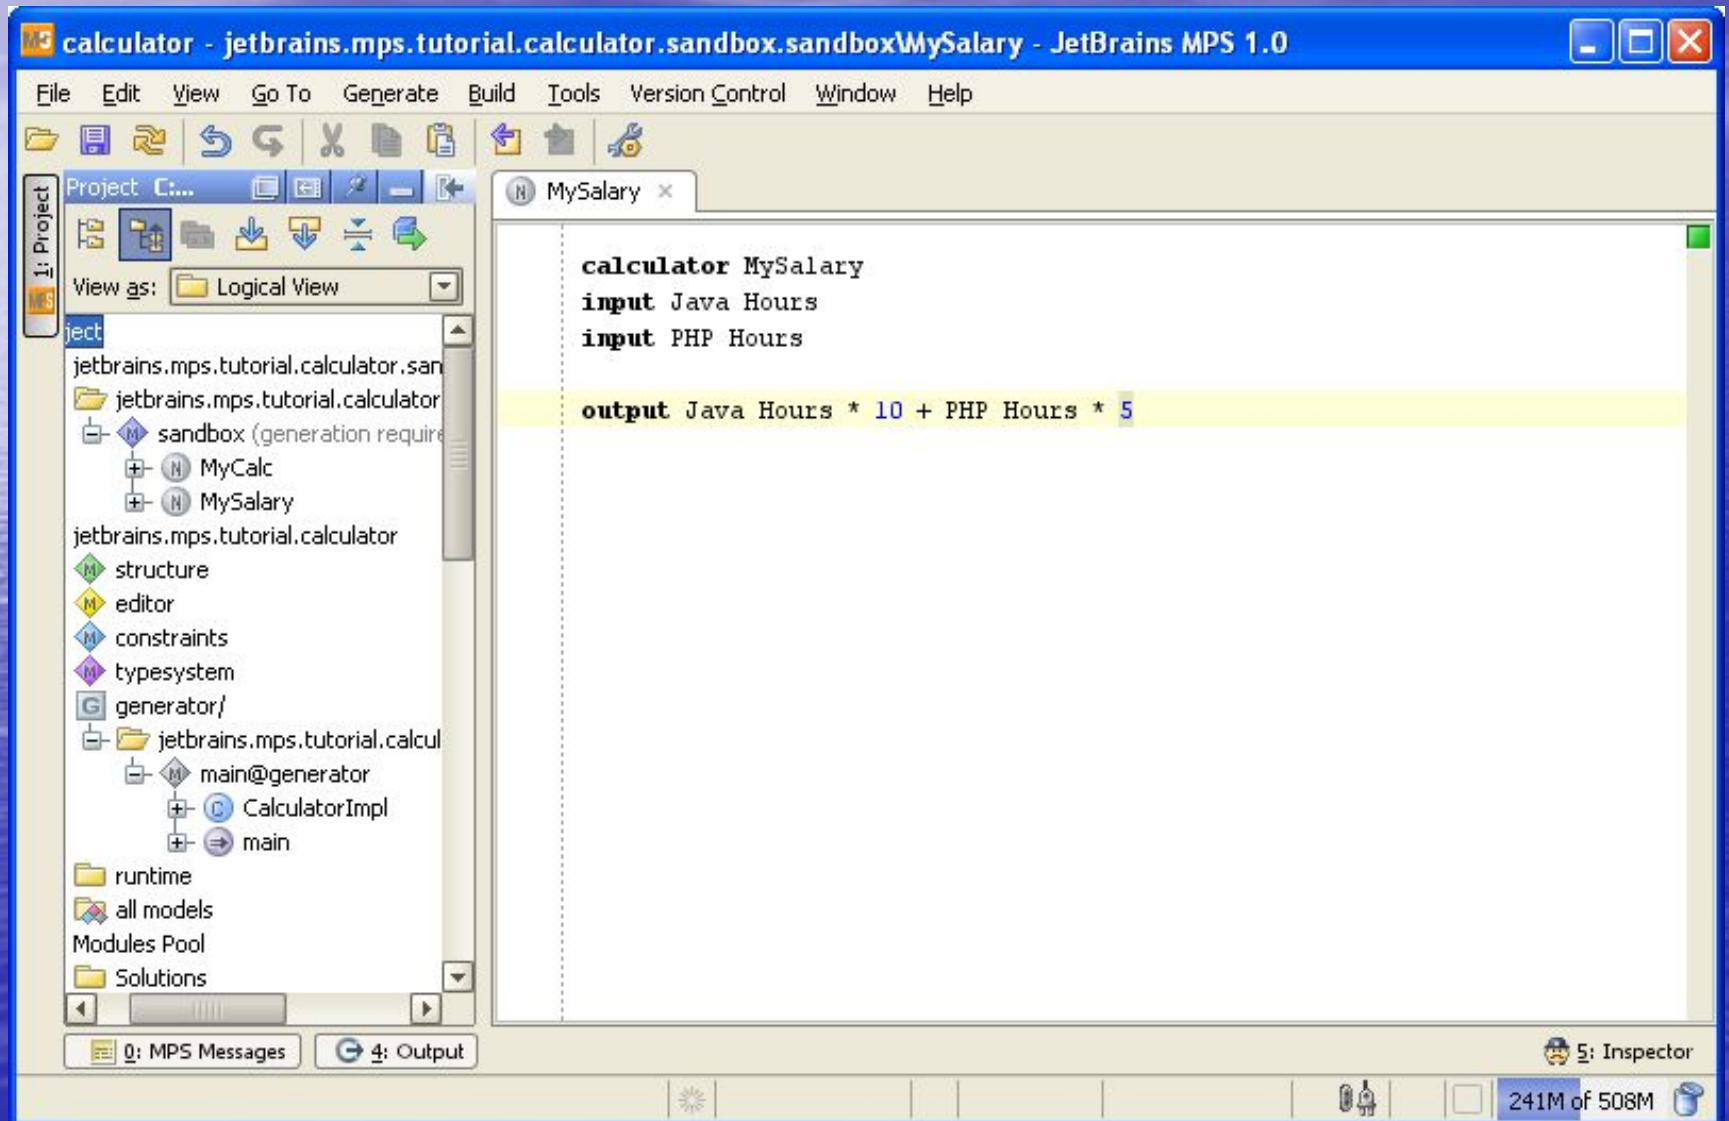 calculator - jetbrains.mps.tutorial.calculator.sandbox.sandbox\MySalary - JetBrains MPS 1.0
File Edit View Go To Generate Build Tools Version Control Window Help
1: Project
Project C:...
View as: Logical View
ject
jetbrains.mps.tutorial.calculator.san
jetbrains.mps.tutorial.calculator
sandbox (generation require
MyCalc
MySalary
jetbrains.mps.tutorial.calculator
structure
editor
constraints
typesystem
generator/
jetbrains.mps.tutorial.calcul
main@generator
CalculatorImpl
main
runtime
all models
Modules Pool
Solutions
MySalary
calculator MySalary
input Java Hours
input PHP Hours
output Java Hours * 10 + PHP Hours * 5
0: MPS Messages 4: Output 5: Inspector
241M of 508M